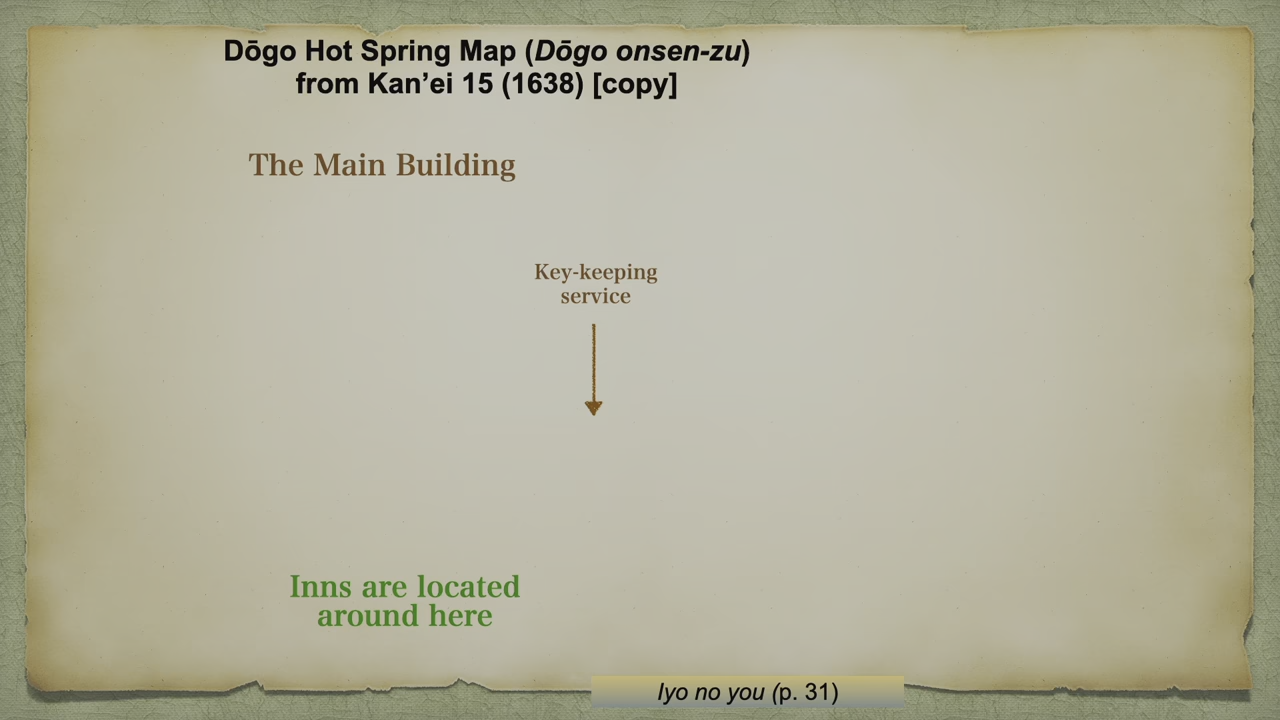 Dōgo Hot Spring Map (Dōgo onsen-zu)
from Kan’ei 15 (1638) [copy]
The Main Building
Key-keeping
service
Inns are located
around here
Iyo no you (p. 31)